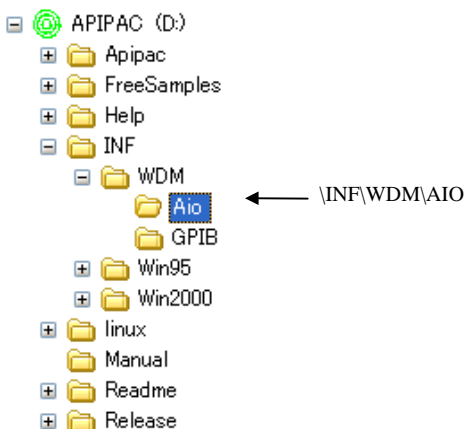 APIPAC (D:)
Apipac
FreeSamples
Help
INF
WDM
Aio
\INF\WDM\AIO
GPIB
Win95
Win2000
linux
Manual
Readme
Release